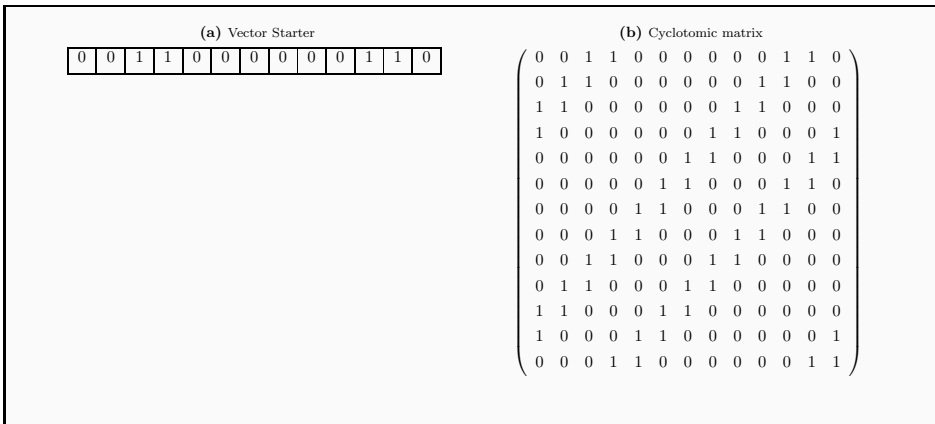 (a) Vector Starter
0 0 1 1 0 0 0 0 0 0 1 1 0
(b) Cyclotomic matrix
0 0 1 1 0 0 0 0 0 0 1 1 0
0 1 1 0 0 0 0 0 0 1 1 0 0
1 1 0 0 0 0 0 0 1 1 0 0 0
1 0 0 0 0 0 0 1 1 0 0 0 1
0 0 0 0 0 0 1 1 0 0 0 1 1
0 0 0 0 0 1 1 0 0 0 1 1 0
0 0 0 0 1 1 0 0 0 1 1 0 0
0 0 0 1 1 0 0 0 1 1 0 0 0
0 0 1 1 0 0 0 1 1 0 0 0 0
0 1 1 0 0 0 1 1 0 0 0 0 0
1 1 0 0 0 1 1 0 0 0 0 0 0
1 0 0 0 1 1 0 0 0 0 0 0 1
0 0 0 1 1 0 0 0 0 0 0 1 1